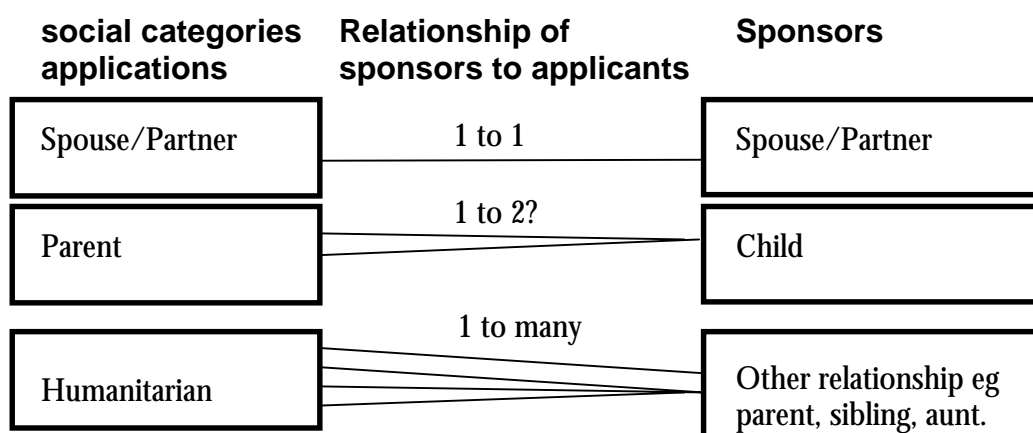 social categories
applications
Relationship of
sponsors to applicants
Sponsors
Spouse/Partner
1 to 1
Spouse/Partner
Parent
1 to 2?
Child
Humanitarian
1 to many
Other relationship eg
parent, sibling, aunt.